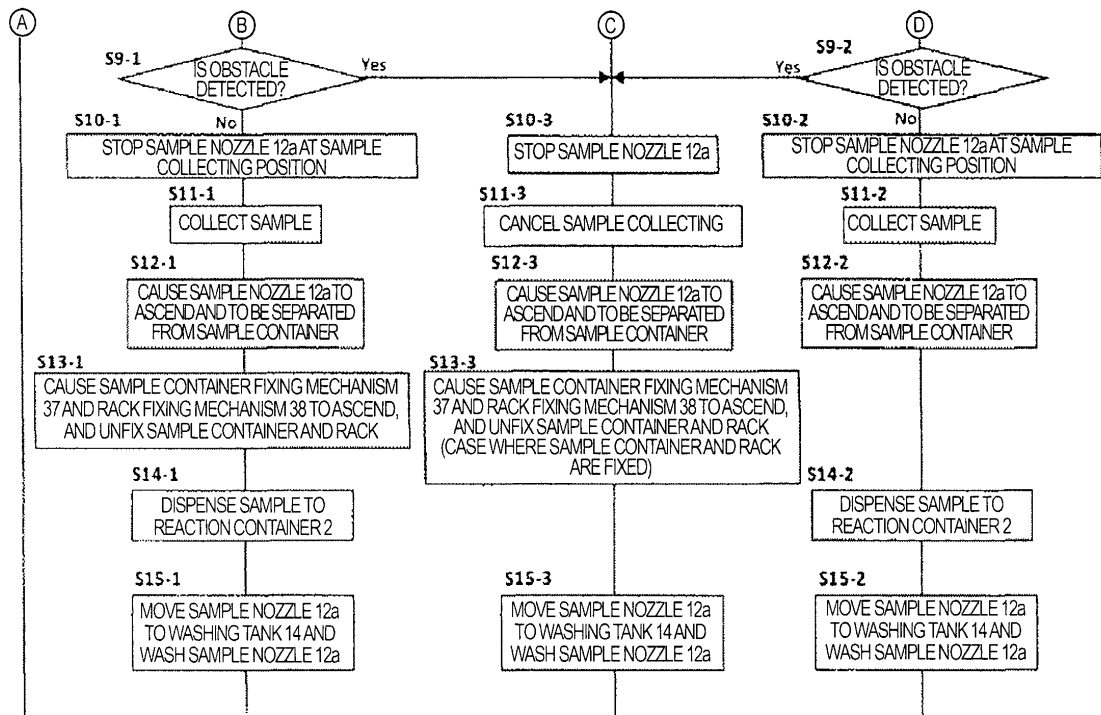 A
B
C
D
S9-1
IS OBSTACLE
DETECTED?
Yes
No
S9-2
IS OBSTACLE
DETECTED?
Yes
No
S10-1
STOP SAMPLE NOZZLE 12a AT SAMPLE
COLLECTING POSITION
S10-3
STOP SAMPLE NOZZLE 12a
S10-2
STOP SAMPLE NOZZLE 12a AT SAMPLE
COLLECTING POSITION
S11-1
COLLECT SAMPLE
S11-3
CANCEL SAMPLE COLLECTING
S11-2
COLLECT SAMPLE
S12-1
CAUSE SAMPLE NOZZLE 12a TO
ASCEND AND TO BE SEPARATED
FROM SAMPLE CONTAINER
S12-3
CAUSE SAMPLE NOZZLE 12a TO
ASCEND AND TO BE SEPARATED
FROM SAMPLE CONTAINER
S12-2
CAUSE SAMPLE NOZZLE 12a TO
ASCEND AND TO BE SEPARATED
FROM SAMPLE CONTAINER
S13-1
CAUSE SAMPLE CONTAINER FIXING MECHANISM
37 AND RACK FIXING MECHANISM 38 TO ASCEND,
AND UNFIX SAMPLE CONTAINER AND RACK
S13-3
CAUSE SAMPLE CONTAINER FIXING MECHANISM
37 AND RACK FIXING MECHANISM 38 TO ASCEND,
AND UNFIX SAMPLE CONTAINER AND RACK
(CASE WHERE SAMPLE CONTAINER AND RACK
ARE FIXED)
S14-1
DISPENSE SAMPLE TO
REACTION CONTAINER 2
S14-2
DISPENSE SAMPLE TO
REACTION CONTAINER 2
S15-1
MOVE SAMPLE NOZZLE 12a
TO WASHING TANK 14 AND
WASH SAMPLE NOZZLE 12a
S15-3
MOVE SAMPLE NOZZLE 12a
TO WASHING TANK 14 AND
WASH SAMPLE NOZZLE 12a
S15-2
MOVE SAMPLE NOZZLE 12a
TO WASHING TANK 14 AND
WASH SAMPLE NOZZLE 12a